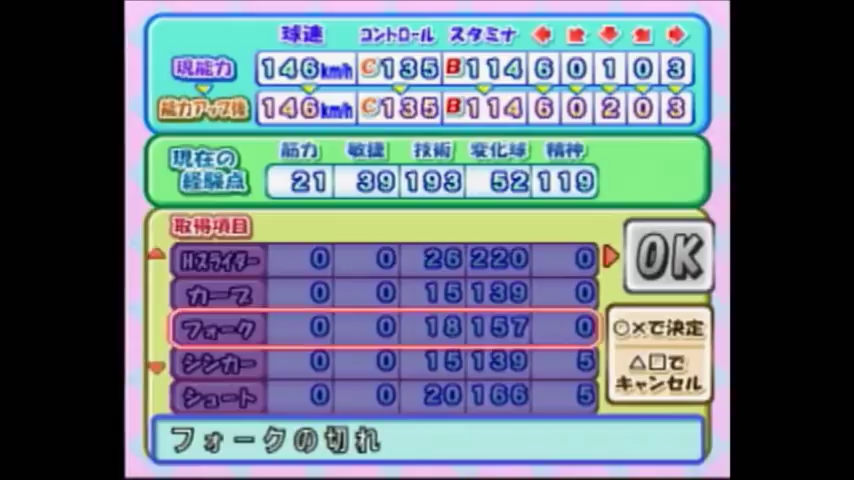 球速 コントロール スタミナ
現能力 146km/h C135 B114 6 0 1 0 3
能力アップ後 146km/h C135 B114 6 0 2 0 3
現在の経験点
筋力 敏捷 技術 変化球 精神
21 39 193 52 119
取得項目
Hスライダー 0 0 26 220 0
カーブ 0 0 15 139 0
フォーク 0 0 18 157 0
シンカー 0 0 15 139 5
シュート 0 0 20 166 5
OK
○×で決定
△□で
キャンセル
フォークの切れ